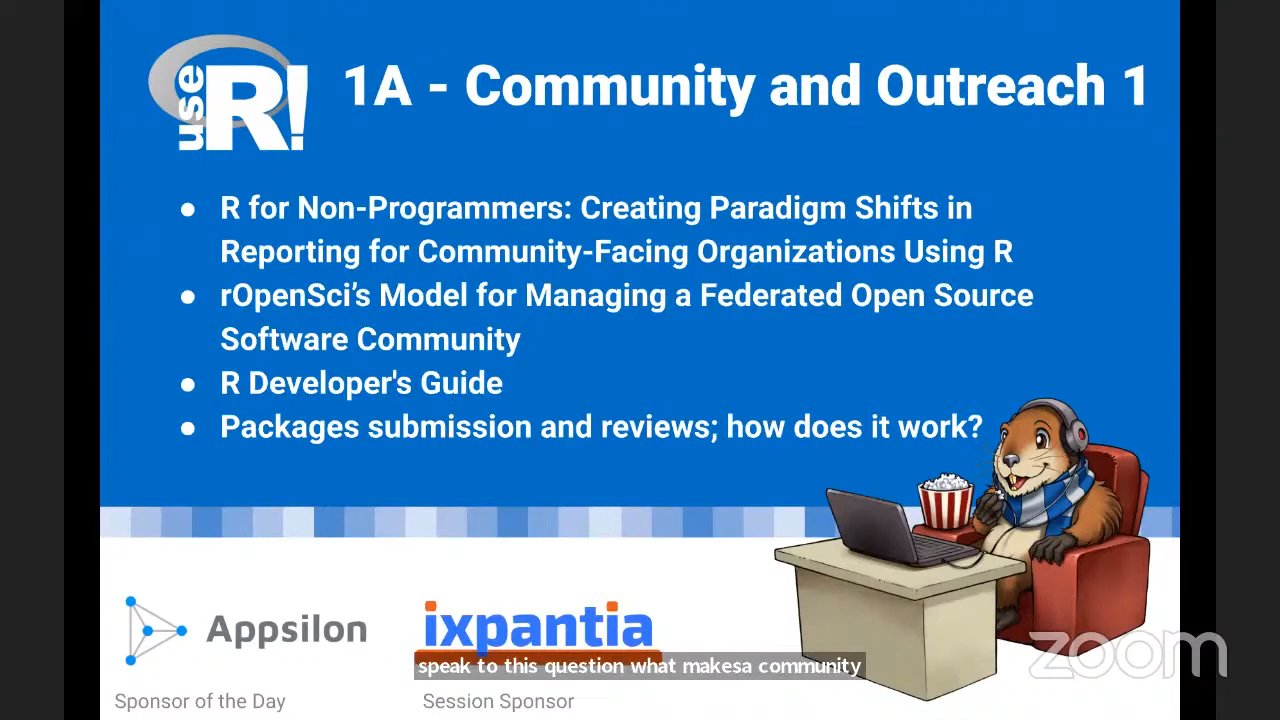 use R!
1A - Community and Outreach 1
● R for Non-Programmers: Creating Paradigm Shifts in
Reporting for Community-Facing Organizations Using R
● rOpenSci’s Model for Managing a Federated Open Source
Software Community
● R Developer's Guide
● Packages submission and reviews; how does it work?
Appsilon
ixpantia
speak to this question what makesa community
zoom
Sponsor of the Day
Session Sponsor